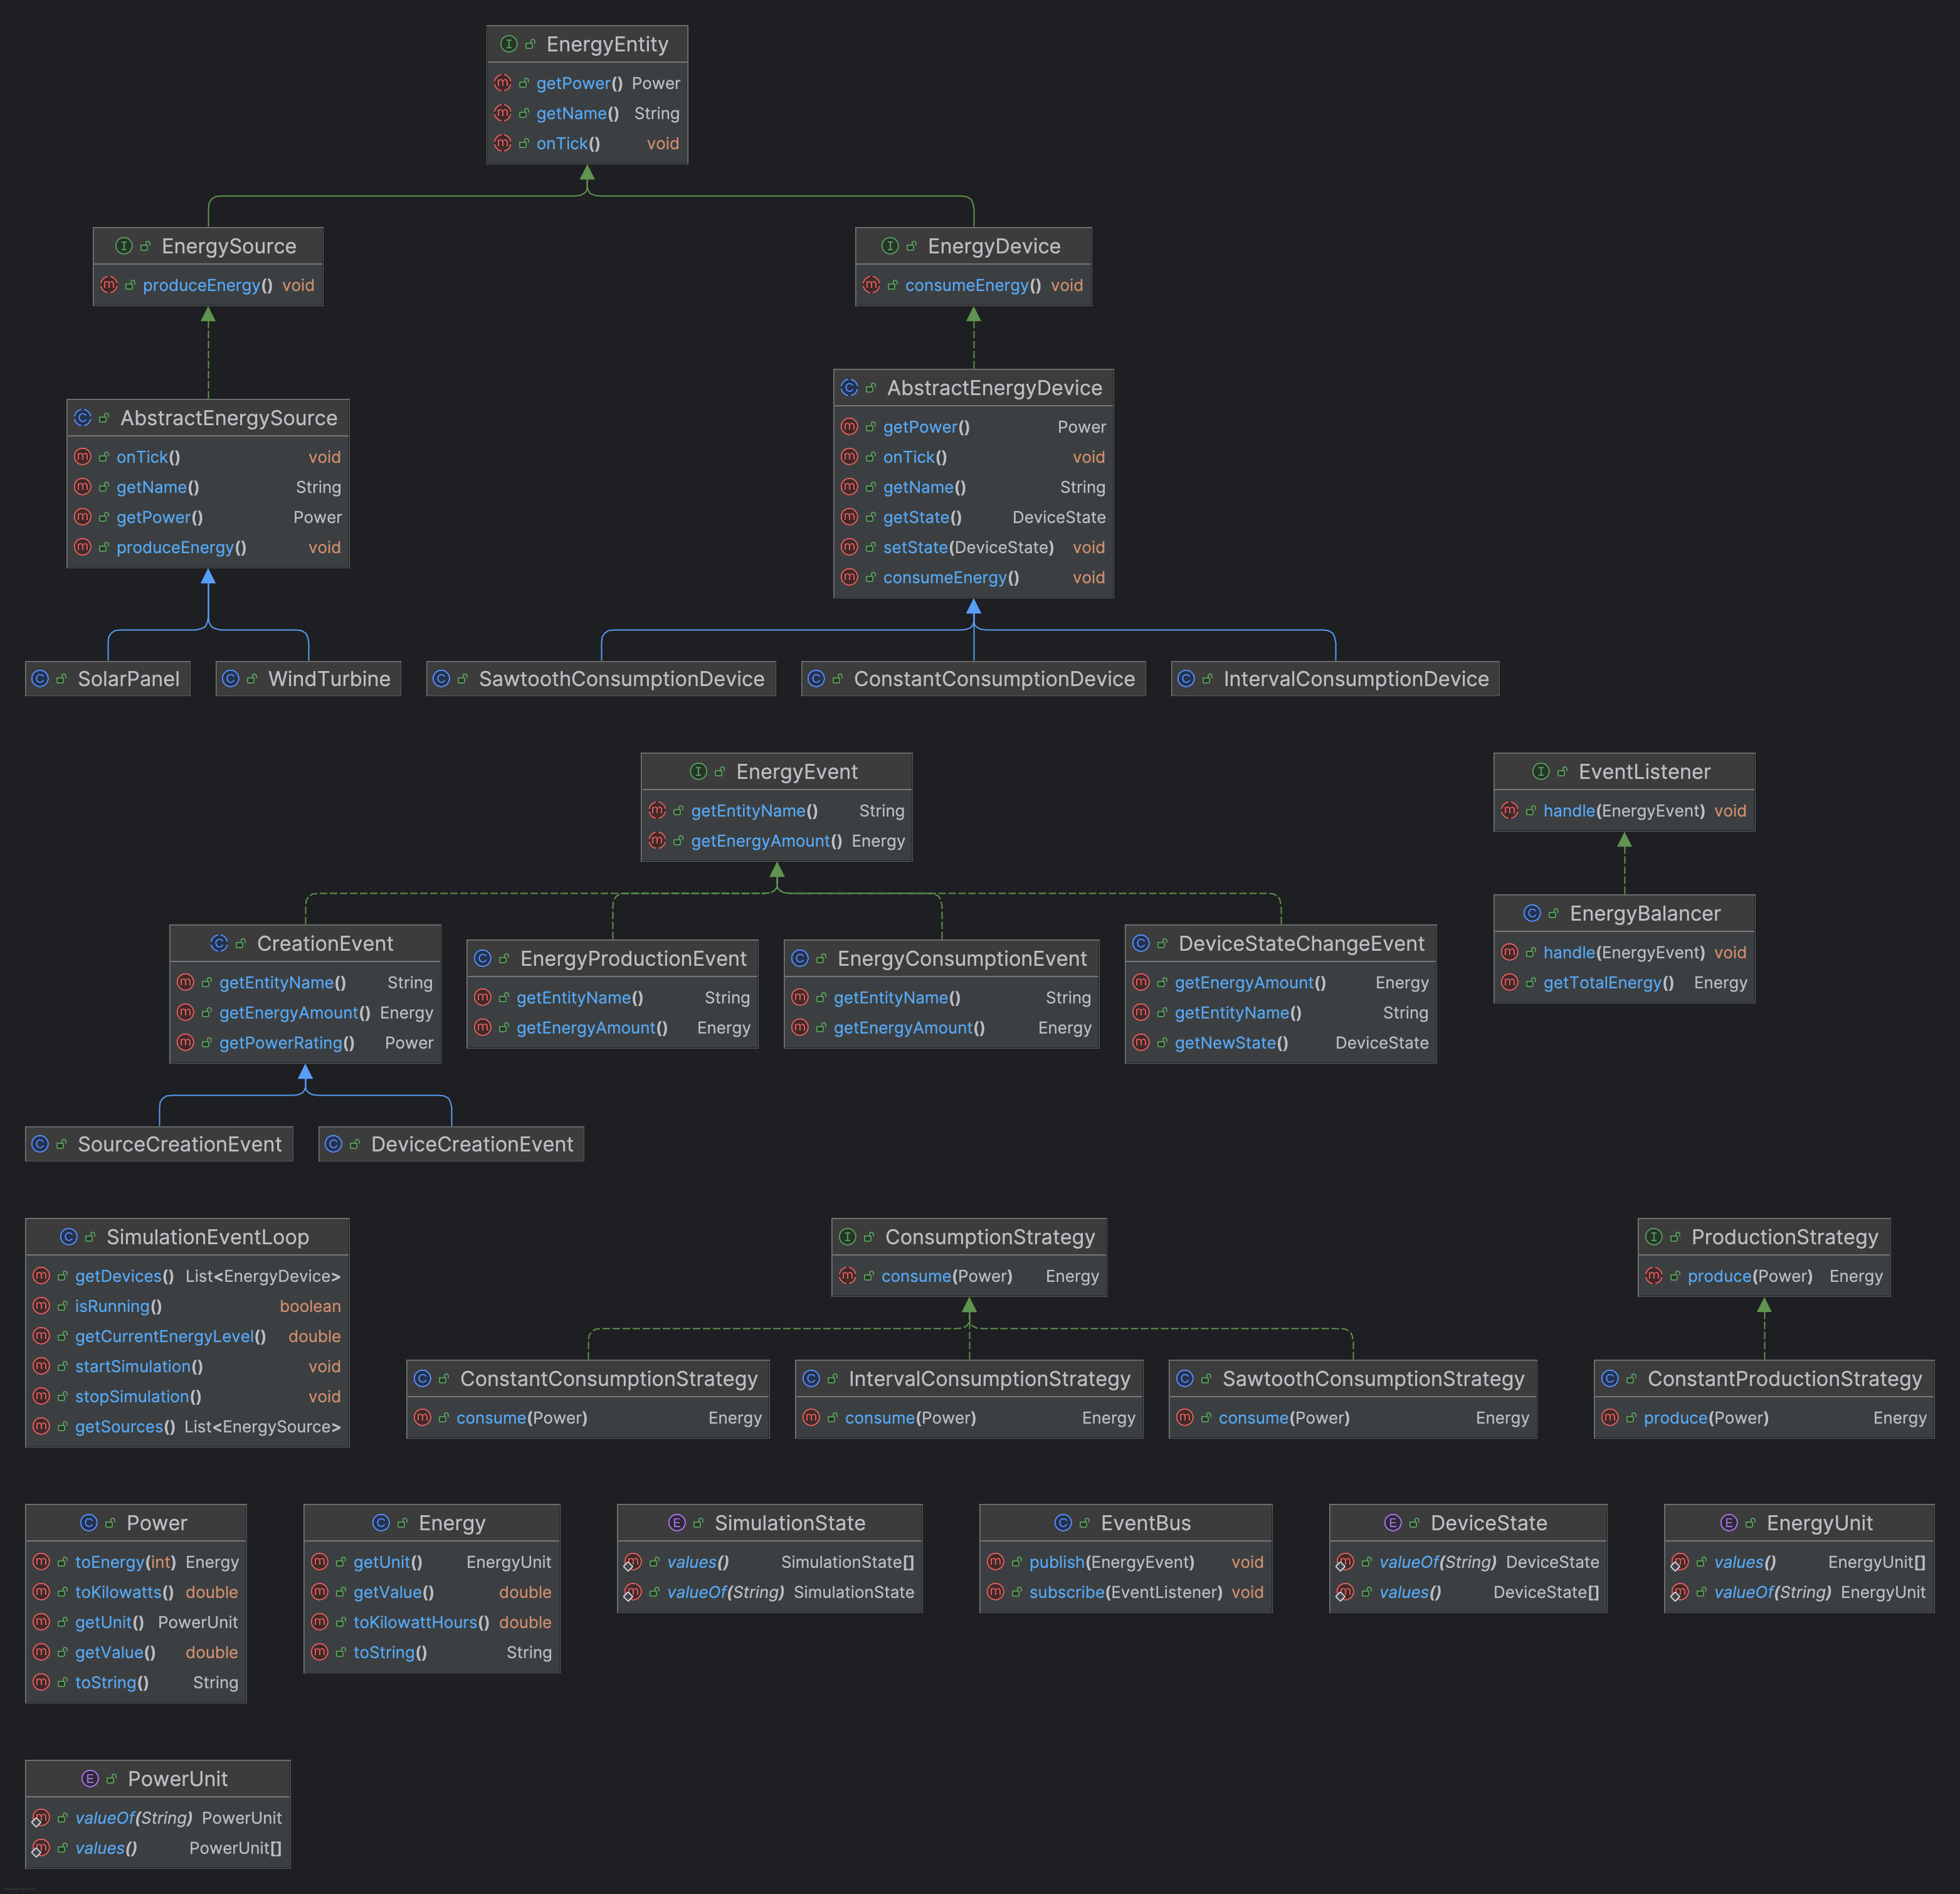 EnergyEntity
getPower() Power
getName() String
onTick() void
EnergySource
produceEnergy() void
EnergyDevice
consumeEnergy() void
AbstractEnergySource
onTick() void
getName() String
getPower() Power
produceEnergy() void
AbstractEnergyDevice
getPower() Power
onTick() void
getName() String
getState() DeviceState
setState(DeviceState) void
consumeEnergy() void
SolarPanel
WindTurbine
SawtoothConsumptionDevice
ConstantConsumptionDevice
IntervalConsumptionDevice
EnergyEvent
getEntityName() String
getEnergyAmount() Energy
EventListener
handle(EnergyEvent) void
CreationEvent
getEntityName() String
getEnergyAmount() Energy
getPowerRating() Power
EnergyProductionEvent
getEntityName() String
getEnergyAmount() Energy
EnergyConsumptionEvent
getEntityName() String
getEnergyAmount() Energy
DeviceStateChangeEvent
getEnergyAmount() Energy
getEntityName() String
getNewState() DeviceState
EnergyBalancer
handle(EnergyEvent) void
getTotalEnergy() Energy
SourceCreationEvent
DeviceCreationEvent
SimulationEventLoop
getDevices() List<EnergyDevice>
isRunning() boolean
getCurrentEnergyLevel() double
startSimulation() void
stopSimulation() void
getSources() List<EnergySource>
ConsumptionStrategy
consume(Power) Energy
ProductionStrategy
produce(Power) Energy
ConstantConsumptionStrategy
consume(Power) Energy
IntervalConsumptionStrategy
consume(Power) Energy
SawtoothConsumptionStrategy
consume(Power) Energy
ConstantProductionStrategy
produce(Power) Energy
Power
toEnergy(int) Energy
toKilowatts() double
getUnit() PowerUnit
getValue() double
toString() String
Energy
getUnit() EnergyUnit
getValue() double
toKilowattHours() double
toString() String
SimulationState
values() SimulationState[]
valueOf(String) SimulationState
EventBus
publish(EnergyEvent) void
subscribe(EventListener) void
DeviceState
valueOf(String) DeviceState
values() DeviceState[]
EnergyUnit
values() EnergyUnit[]
valueOf(String) EnergyUnit
PowerUnit
valueOf(String) PowerUnit
values() PowerUnit[]